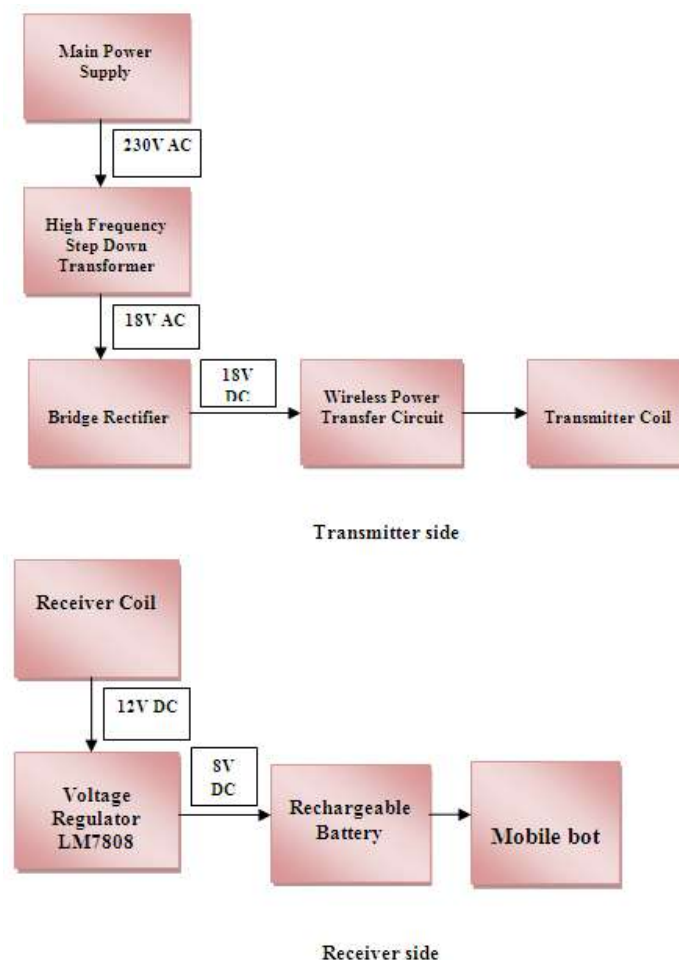 Main Power
Supply
230V AC
High Frequency
Step Down
Transformer
18V AC
Bridge Rectifier
18V
DC
Wireless Power
Transfer Circuit
Transmitter Coil
Transmitter side
Receiver Coil
12V DC
Voltage
Regulator
LM7808
8V
DC
Rechargeable
Battery
Mobile bot
Receiver side